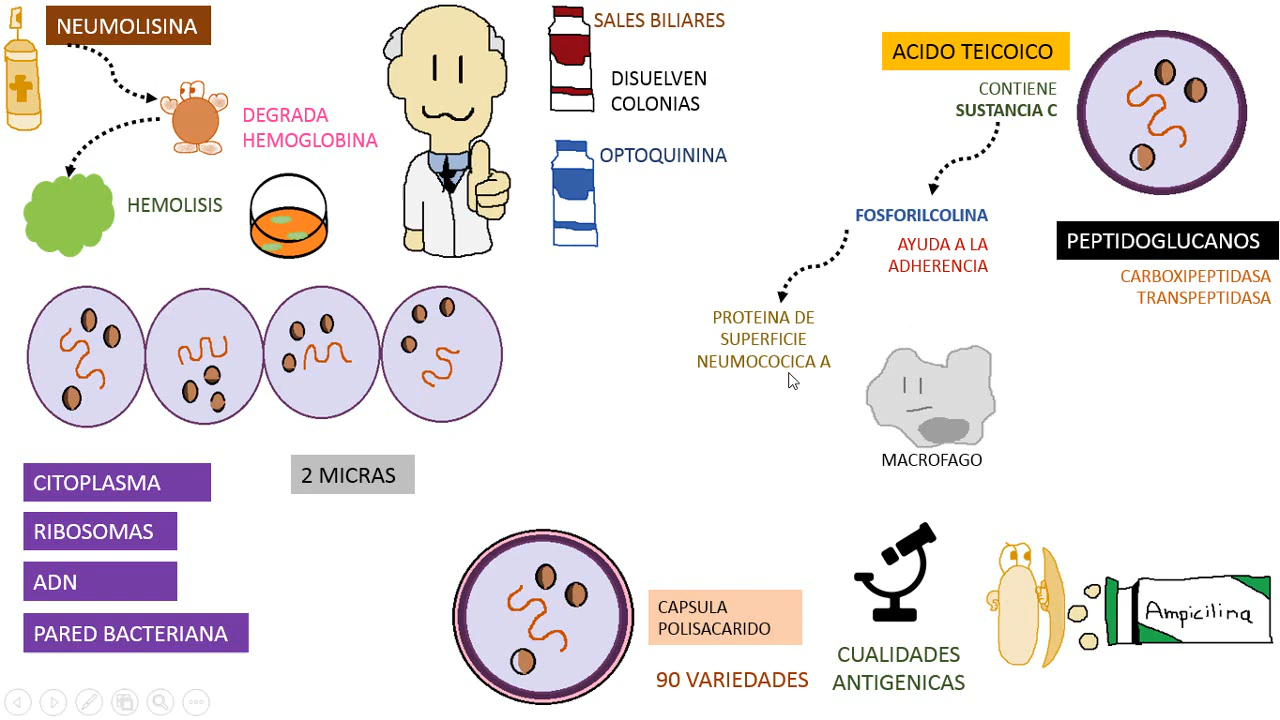 NEUMOLISINA
DEGRADA
HEMOGLOBINA
HEMOLISIS
SALES BILIARES
DISUELVEN
COLONIAS
OPTOQUININA
ACIDO TEICOICO
CONTIENE
SUSTANCIA C
FOSFORILCOLINA
AYUDA A LA
ADHERENCIA
PEPTIDOGLUCANOS
CARBOXIPEPTIDASA
TRANSPEPTIDASA
PROTEINA DE
SUPERFICIE
NEUMOCOCICA A
MACROFAGO
CITOPLASMA
RIBOSOMAS
ADN
PARED BACTERIANA
2 MICRAS
CAPSULA
POLISACARIDO
90 VARIEDADES
CUALIDADES
ANTIGENICAS
Ampicilina